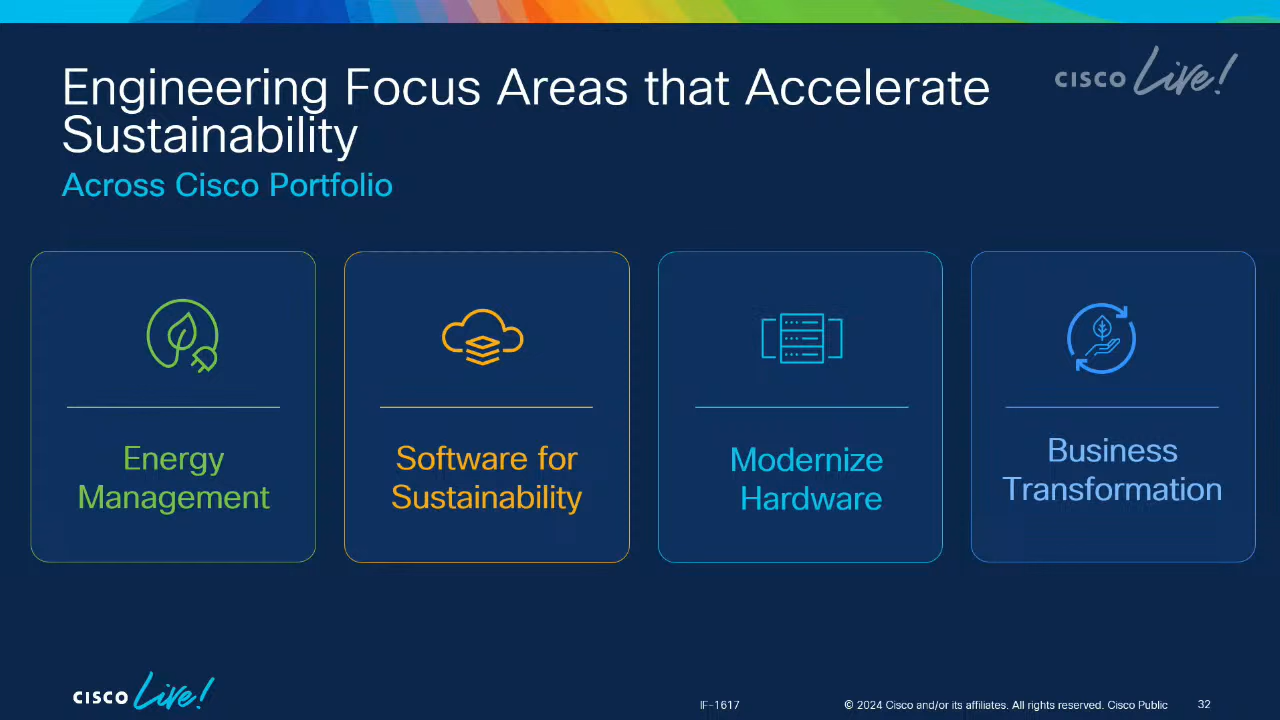 Engineering Focus Areas that Accelerate
Sustainability
CISCO Live!
Across Cisco Portfolio
Energy
Management
Software for
Sustainability
Modernize
Hardware
Business
Transformation
CISCO Live!
IF-1617
© 2024 Cisco and/or its affiliates. All rights reserved. Cisco Public
32